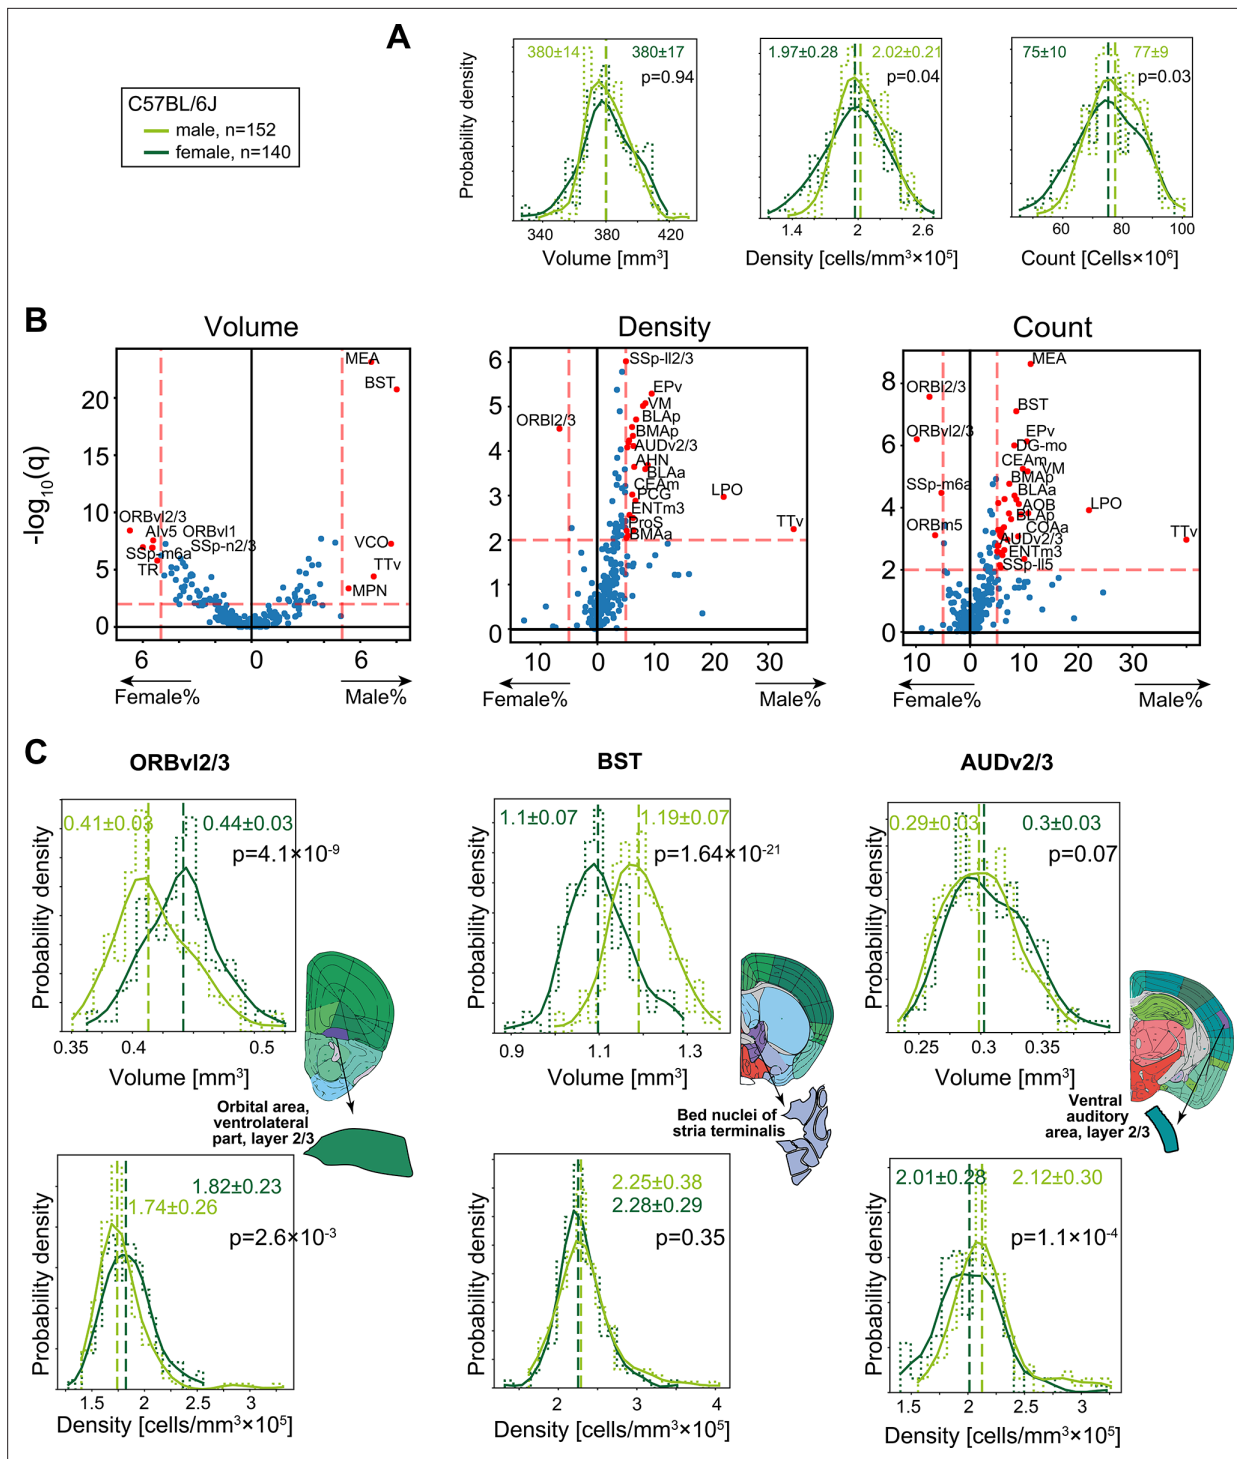 A
C57BL/6J
male, n=152
female, n=140
Probability density
380±14
380±17
p=0.94
340
380
420
Volume [mm³]
1.97±0.28
2.02±0.21
p=0.04
1.4
2
2.6
Density [cells/mm³×10⁵]
75±10
77±9
p=0.03
60
80
100
Count [Cells×10⁶]
B
Volume
-log₁₀(q)
20
15
10
5
0
MEA
BST
ORBvl2/3
Alv5
ORBvl1
SSp-m6a
SSp-n2/3
TR
VCO
TTv
MPN
6
0
6
Female%
Male%
Density
6
5
4
3
2
1
0
SSp-ll2/3
EPv
VM
ORBl2/3
BLAp
BMAp
AUDv2/3
AHN
BLAa
CEAm
PCG
LPO
ENTm3
ProS
TTv
BMAa
10
0
10
20
30
Female%
Male%
Count
8
6
4
2
0
MEA
ORBl2/3
BST
ORBvl2/3
EPv
DG-mo
CEAm
VM
BMAp
SSp-m6a
BLAa
AOB
LPO
BLAp
ORBm5
COAa
AUDv2/3
TTv
ENTm3
SSp-ll5
10
0
10
20
30
Female%
Male%
C
ORBvl2/3
Probability density
0.41±0.03
0.44±0.03
p=4.1×10⁻⁹
0.35
0.4
0.5
Volume [mm³]
Orbital area,
ventrolateral
part, layer 2/3
Probability density
1.82±0.23
1.74±0.26
p=2.6×10⁻³
1.5
2
2.5
3
Density [cells/mm³×10⁵]
BST
Probability density
1.1±0.07
1.19±0.07
p=1.64×10⁻²¹
0.9
1.1
1.3
Volume [mm³]
Bed nuclei of
stria terminalis
Probability density
2.25±0.38
2.28±0.29
p=0.35
2
3
4
Density [cells/mm³×10⁵]
AUDv2/3
Probability density
0.29±0.03
0.3±0.03
p=0.07
0.25
0.3
0.35
Volume [mm³]
Ventral
auditory
area, layer 2/3
Probability density
2.01±0.28
2.12±0.30
p=1.1×10⁻⁴
1.5
2
2.5
3
Density [cells/mm³×10⁵]